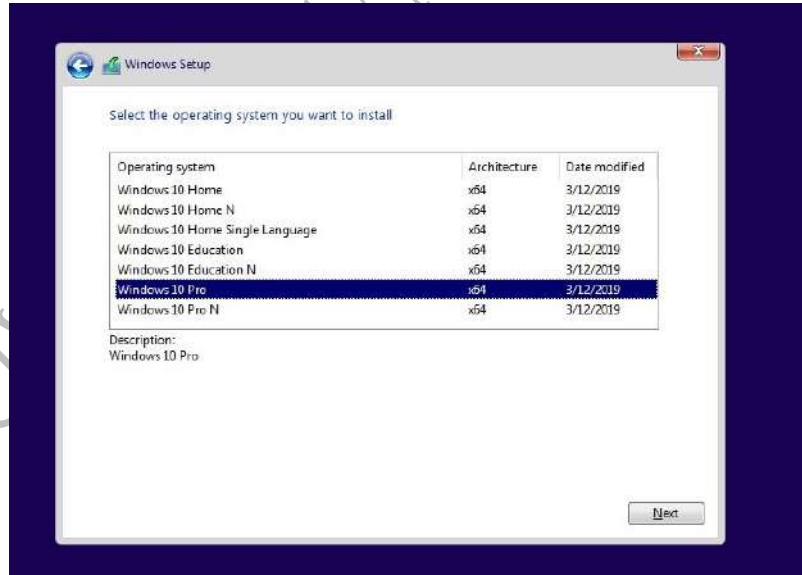 Windows Setup
Select the operating system you want to install
Operating system Architecture Date modified
Windows 10 Home x64 3/12/2019
Windows 10 Home N x64 3/12/2019
Windows 10 Home Single Language x64 3/12/2019
Windows 10 Education x64 3/12/2019
Windows 10 Education N x64 3/12/2019
Windows 10 Pro x64 3/12/2019
Windows 10 Pro N x64 3/12/2019
Description:
Windows 10 Pro
Next